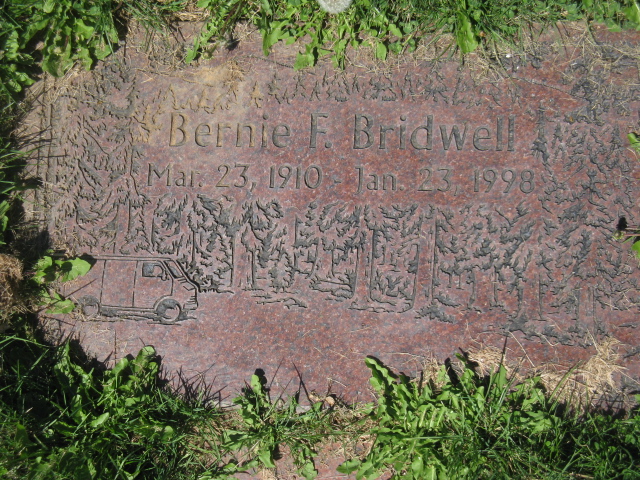 Bernie F. Bridwell
Mar. 23, 1910 - Jan. 23, 1998